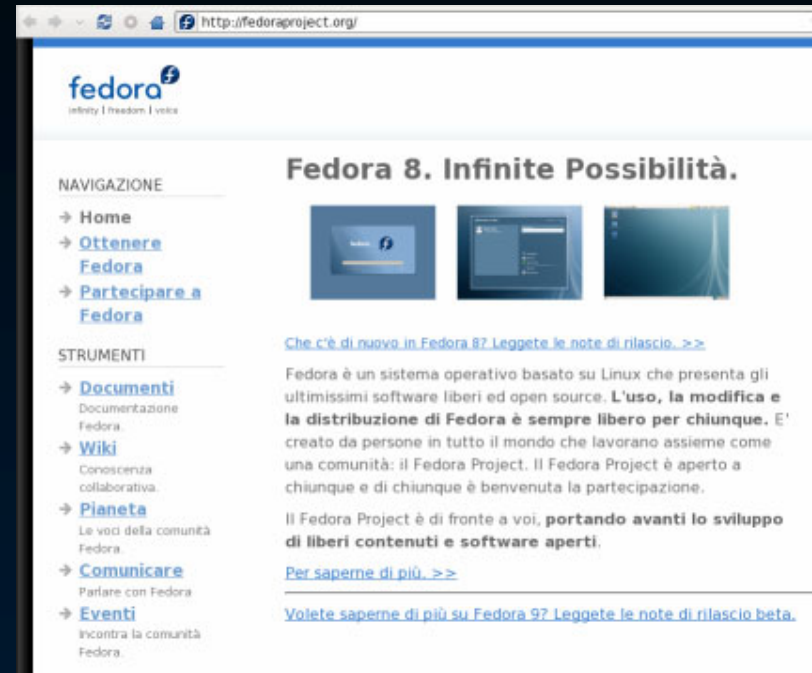 http://fedoraproject.org/
fedora
infinity | freedom | voice
NAVIGAZIONE
Home
Ottenere
Fedora
Partecipare a
Fedora
STRUMENTI
Documenti
Documentazione
Fedora.
Wiki
Conoscenza
collaborativa.
Pianeta
Le voci della comunità
Fedora.
Comunicare
Parlare con Fedora
Eventi
Incontra la comunità
Fedora.
Fedora 8. Infinite Possibilità.
fedora
Che c'è di nuovo in Fedora 8? Leggete le note di rilascio. >>
Fedora è un sistema operativo basato su Linux che presenta gli
ultimissimi software liberi ed open source. L'uso, la modifica e
la distribuzione di Fedora è sempre libero per chiunque. E'
creato da persone in tutto il mondo che lavorano assieme come
una comunità: il Fedora Project. Il Fedora Project è aperto a
chiunque e di chiunque è benvenuta la partecipazione.
Il Fedora Project è di fronte a voi, portando avanti lo sviluppo
di liberi contenuti e software aperti.
Per saperne di più. >>
Volete saperne di più su Fedora 9? Leggete le note di rilascio beta.